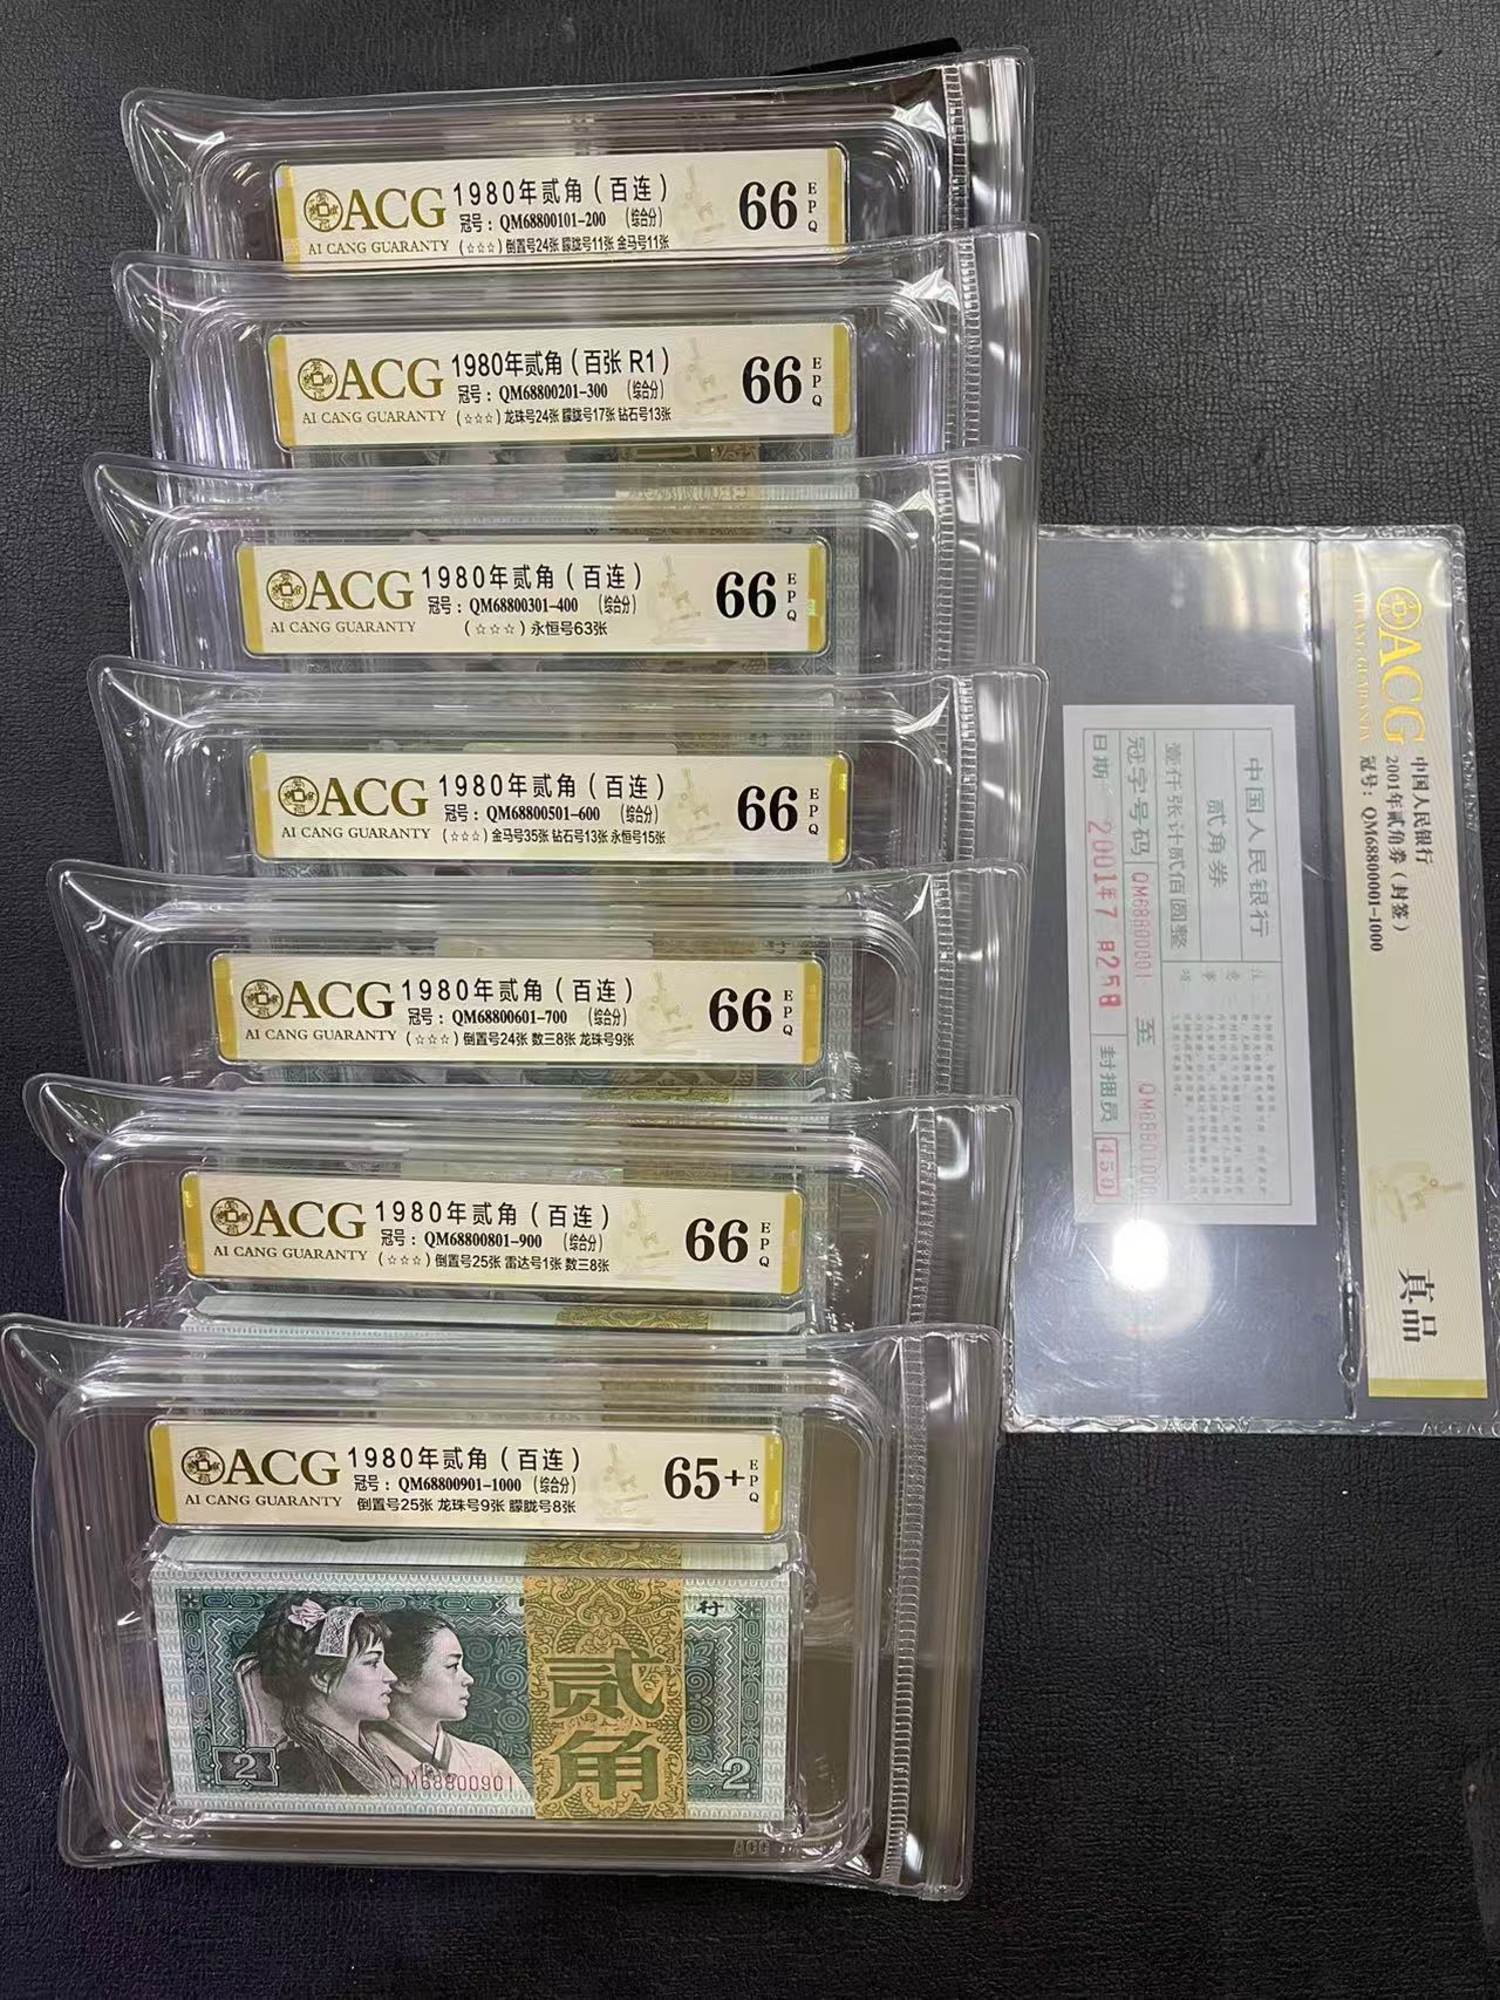 ACG 1980年贰角（百连）
冠号：QM68800101-200 （综合分）
AI CANG GUARANTY （☆☆☆）倒置号24张 朦胧号11张 金马号11张
66 EPQ
ACG 1980年贰角（百张 R1）
冠号：QM68800201-300 （综合分）
AI CANG GUARANTY （☆☆☆）龙珠号24张 朦胧号17张 钻石号13张
66 EPQ
ACG 1980年贰角（百连）
冠号：QM68800301-400 （综合分）
AI CANG GUARANTY （☆☆☆）永恒号63张
66 EPQ
ACG 1980年贰角（百连）
冠号：QM68800501-600 （综合分）
AI CANG GUARANTY （☆☆☆）金马号35张 钻石号13张 永恒号15张
66 EPQ
ACG 1980年贰角（百连）
冠号：QM68800601-700 （综合分）
AI CANG GUARANTY （☆☆☆）倒置号24张 数三8张 龙珠号9张
66 EPQ
ACG 1980年贰角（百连）
冠号：QM68800801-900 （综合分）
AI CANG GUARANTY （☆☆☆）倒置号25张 雷达号1张 数三8张
66 EPQ
ACG 1980年贰角（百连）
冠号：QM68800901-1000 （综合分）
AI CANG GUARANTY 倒置号25张 龙珠号9张 朦胧号8张
65+ EPQ
行
贰角
2
QM68800901
2
ACG
ACG
中国人民银行
2001年贰角券（封签）
冠号：QM68800001-1000
真品
中国人民银行
贰角券
壹仟张计贰佰圆整
冠字号码 QM68800001 至 QM68801000
日期 2001年7月25日 封捆员 450